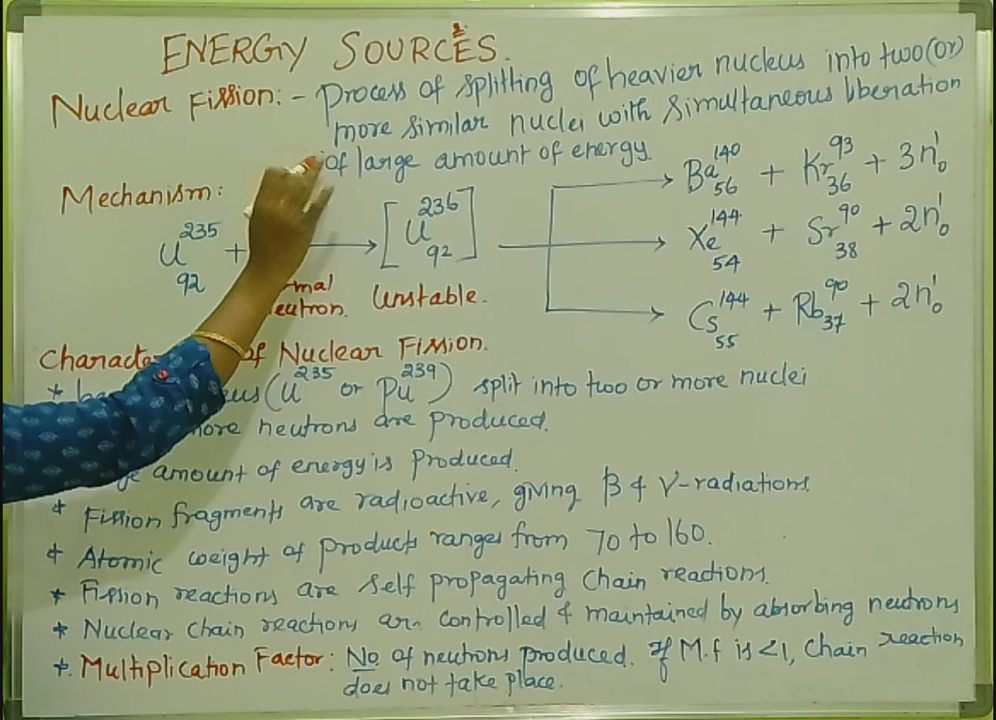 ENERGY SOURCES.
Nuclear Fission: - Process of splitting of heavier nucleus into two (or)
more similar nuclei with simultaneous liberation
of large amount of energy.
Mechanism:
U 235 92 + → [U 236 92] → Ba 140 56 + Kr 93 36 + 3n 1 0
→ Xe 144 54 + Sr 90 38 + 2n 1 0
→ Cs 144 55 + Rb 90 37 + 2n 1 0
Unstable.
of Nuclear Fission.
* (U 235 or Pu 239) split into two or more nuclei
more neutrons are produced.
amount of energy is produced.
* Fission fragments are radioactive, giving β & γ-radiations
* Atomic weight of products ranges from 70 to 160.
* Fission reactions are self propagating chain reactions.
* Nuclear chain reactions are controlled & maintained by absorbing neutrons
* Multiplication Factor: No of neutrons produced. If M.f is <1, chain reaction
does not take place.